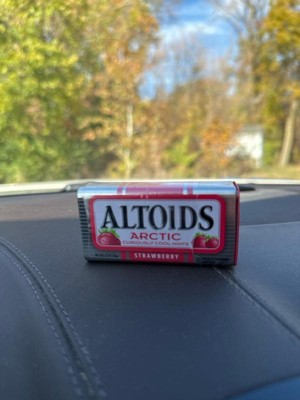 ALTOIDS
ARCTIC
CURIOUSLY COOL MINTS
STRAWBERRY